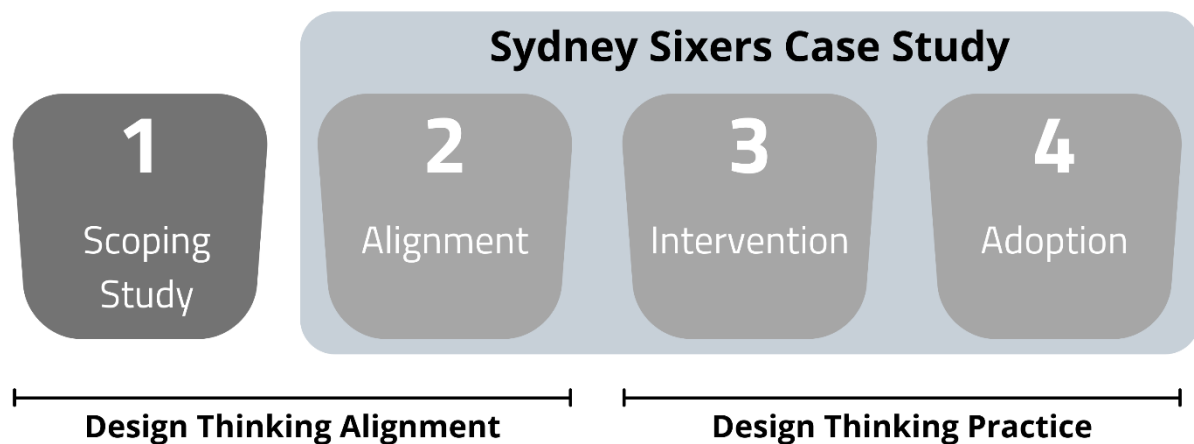 Sydney Sixers Case Study
1
Scoping
Study
2
Alignment
3
Intervention
4
Adoption
Design Thinking Alignment
Design Thinking Practice